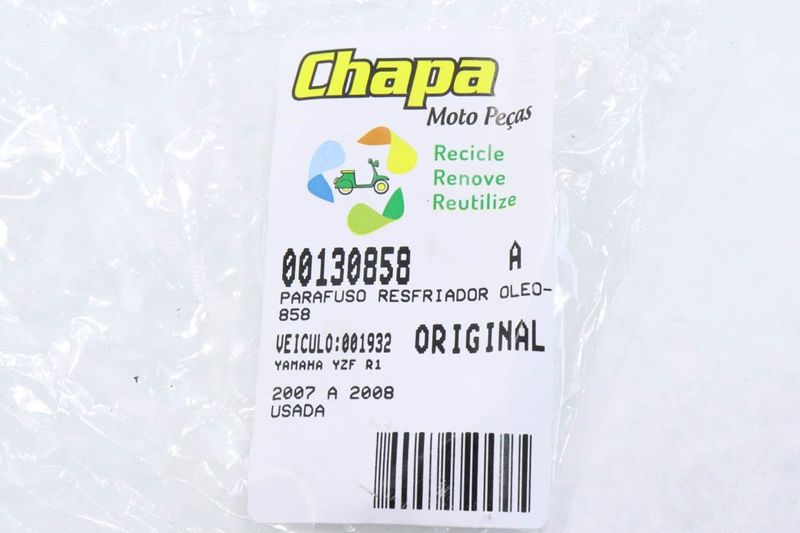 Chapa
Moto Peças
Recicle
Renove
Reutilize
00130858 A
PARAFUSO RESFRIADOR OLEO-
858
VEICULO:001932 ORIGINAL
YAMAHA YZF R1
2007 A 2008
USADA